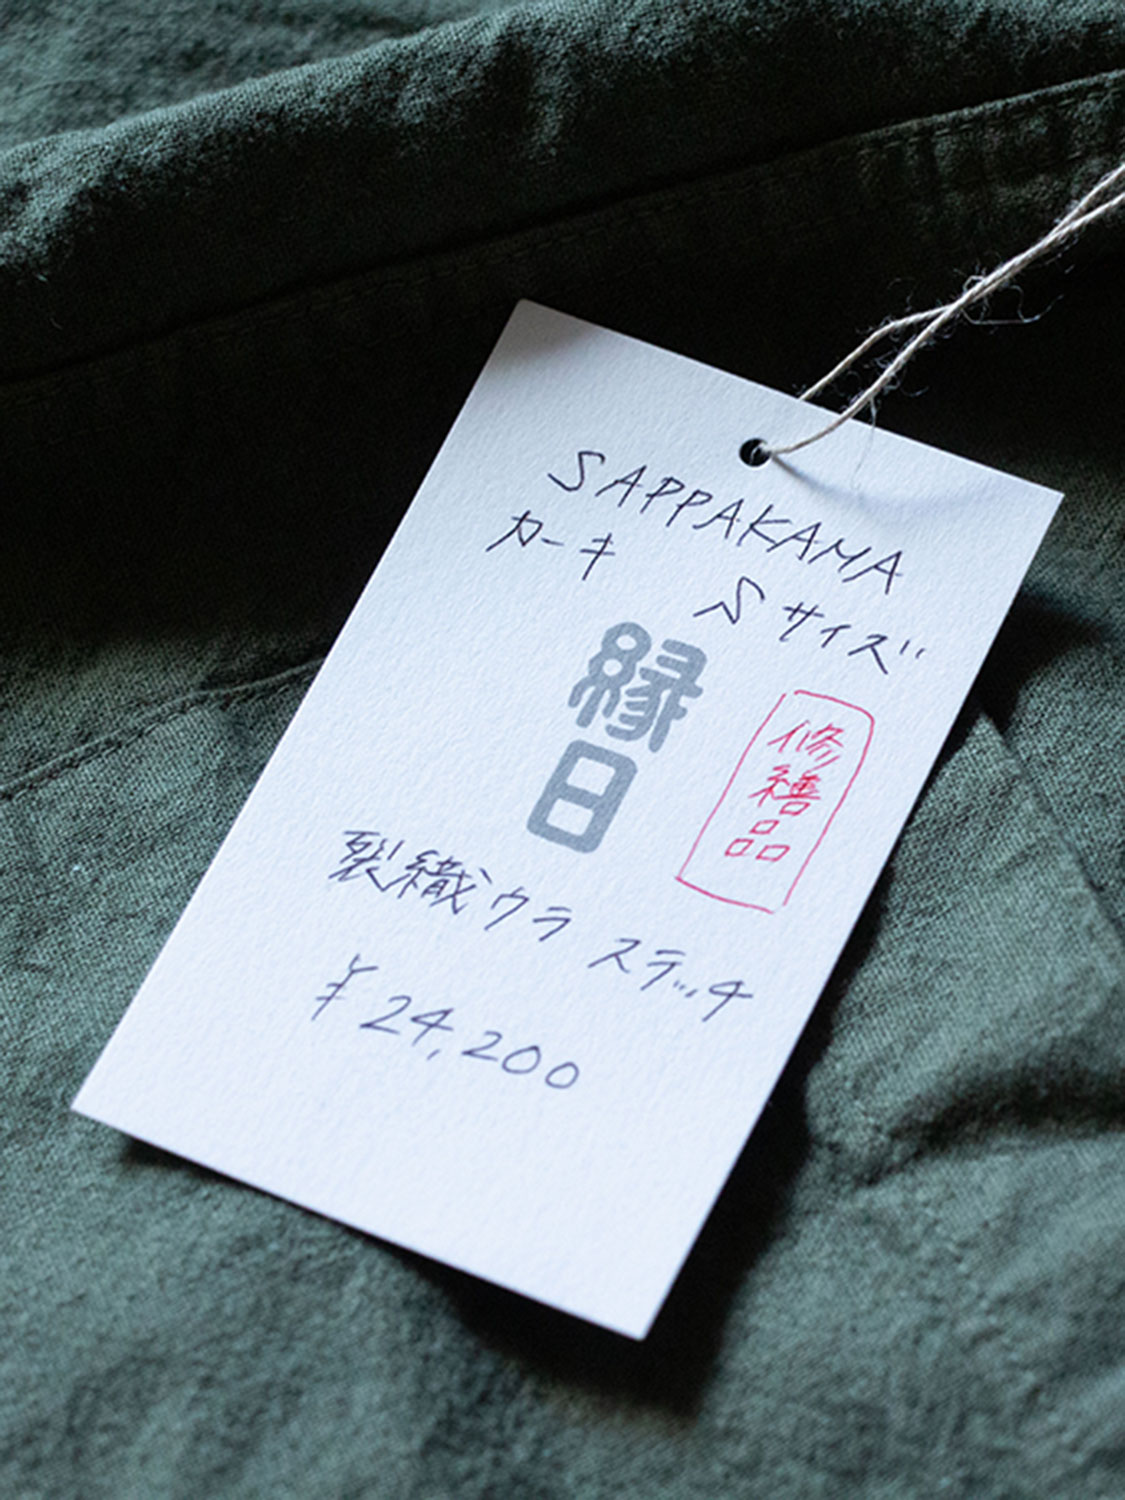 SAPPAKAMA
カーキ Sサイズ
縁日
修繕品
裂織ウラ ステッチ
¥24,200